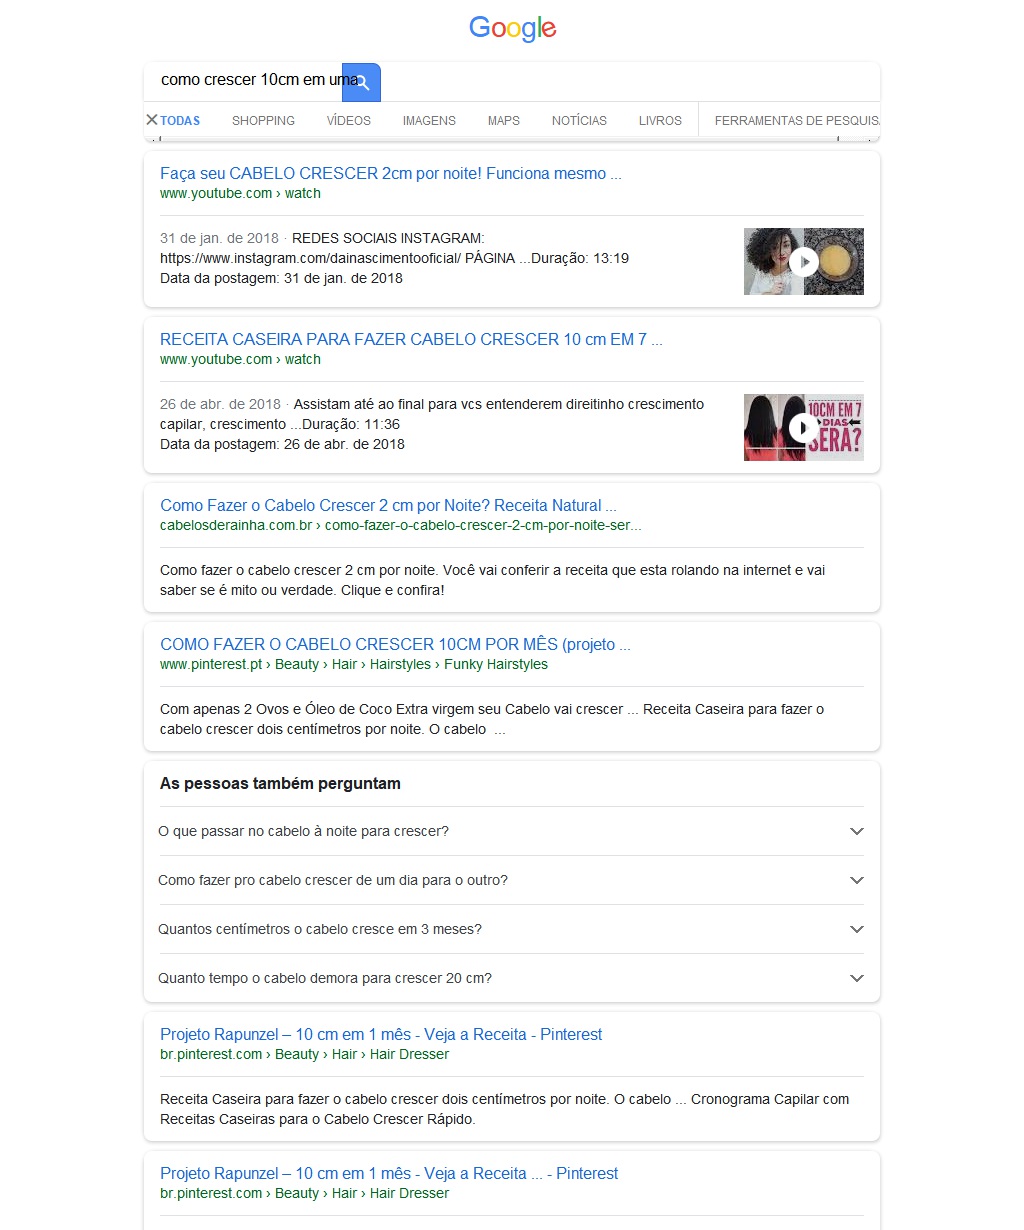 Google
como crescer 10cm em uma
TODAS SHOPPING VÍDEOS IMAGENS MAPS NOTÍCIAS LIVROS FERRAMENTAS DE PESQUIS
Faça seu CABELO CRESCER 2cm por noite! Funciona mesmo ...
www.youtube.com › watch
31 de jan. de 2018 · REDES SOCIAIS INSTAGRAM:
https://www.instagram.com/dainascimentooficial/ PÁGINA ...Duração: 13:19
Data da postagem: 31 de jan. de 2018
RECEITA CASEIRA PARA FAZER CABELO CRESCER 10 cm EM 7 ...
www.youtube.com › watch
26 de abr. de 2018 · Assistam até ao final para vcs entenderem direitinho crescimento
capilar, crescimento ...Duração: 11:36
Data da postagem: 26 de abr. de 2018
10CM EM 7
DIAS
SERÁ?
Como Fazer o Cabelo Crescer 2 cm por Noite? Receita Natural ...
cabelosderainha.com.br › como-fazer-o-cabelo-crescer-2-cm-por-noite-ser...
Como fazer o cabelo crescer 2 cm por noite. Você vai conferir a receita que esta rolando na internet e vai
saber se é mito ou verdade. Clique e confira!
COMO FAZER O CABELO CRESCER 10CM POR MÊS (projeto ...
www.pinterest.pt › Beauty › Hair › Hairstyles › Funky Hairstyles
Com apenas 2 Ovos e Óleo de Coco Extra virgem seu Cabelo vai crescer ... Receita Caseira para fazer o
cabelo crescer dois centímetros por noite. O cabelo ...
As pessoas também perguntam
O que passar no cabelo à noite para crescer?
Como fazer pro cabelo crescer de um dia para o outro?
Quantos centímetros o cabelo cresce em 3 meses?
Quanto tempo o cabelo demora para crescer 20 cm?
Projeto Rapunzel – 10 cm em 1 mês - Veja a Receita - Pinterest
br.pinterest.com › Beauty › Hair › Hair Dresser
Receita Caseira para fazer o cabelo crescer dois centímetros por noite. O cabelo ... Cronograma Capilar com
Receitas Caseiras para o Cabelo Crescer Rápido.
Projeto Rapunzel – 10 cm em 1 mês - Veja a Receita ... - Pinterest
br.pinterest.com › Beauty › Hair › Hair Dresser